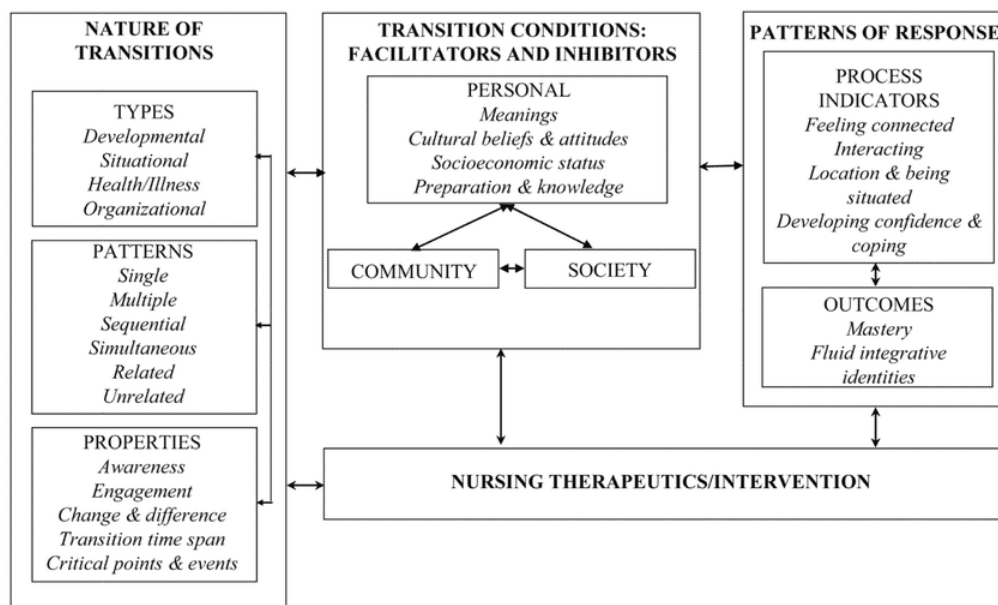 NATURE OF
TRANSITIONS
TYPES
Developmental
Situational
Health/Illness
Organizational
PATTERNS
Single
Multiple
Sequential
Simultaneous
Related
Unrelated
PROPERTIES
Awareness
Engagement
Change & difference
Transition time span
Critical points & events
TRANSITION CONDITIONS:
FACILITATORS AND INHIBITORS
PERSONAL
Meanings
Cultural beliefs & attitudes
Socioeconomic status
Preparation & knowledge
COMMUNITY
SOCIETY
PATTERNS OF RESPONSE
PROCESS
INDICATORS
Feeling connected
Interacting
Location & being
situated
Developing confidence &
coping
OUTCOMES
Mastery
Fluid integrative
identities
NURSING THERAPEUTICS/INTERVENTION